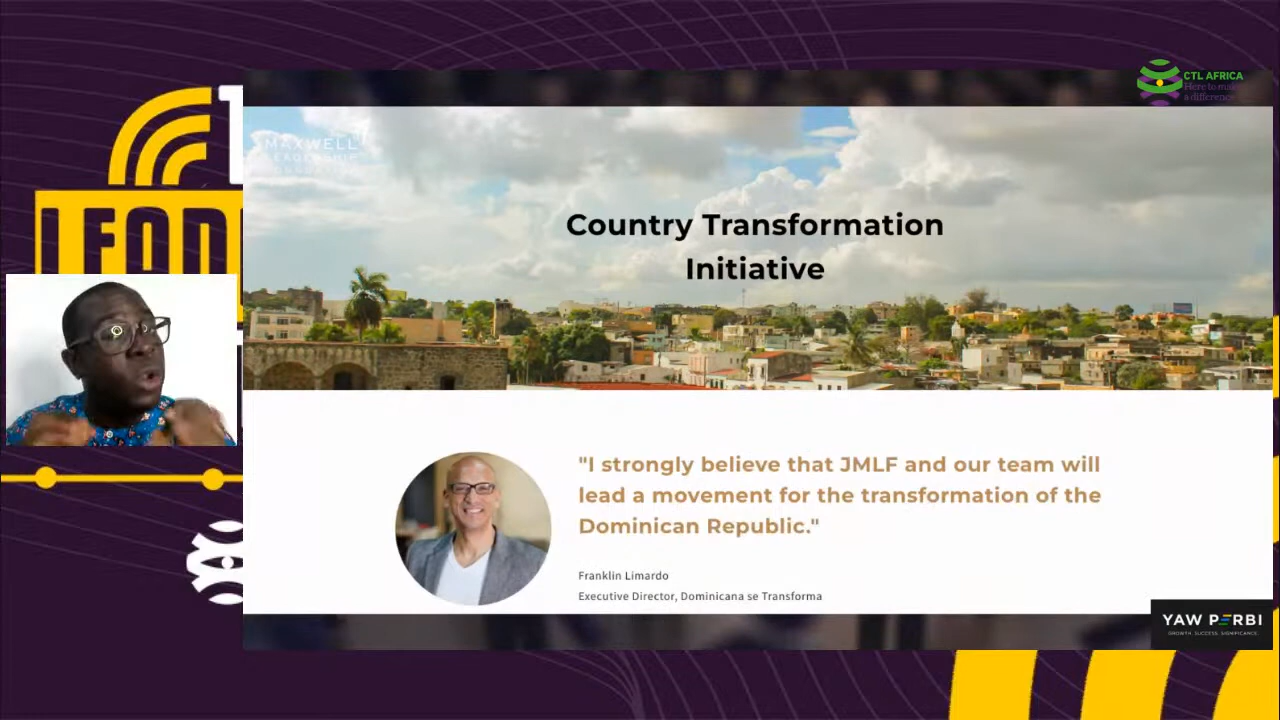 CTL AFRICA
Here to make
a difference
MAXWELL
LEADERSHIP
Country Transformation
Initiative
"I strongly believe that JMLF and our team will
lead a movement for the transformation of the
Dominican Republic."
Franklin Limardo
Executive Director, Dominicana se Transforma
YAW PERBI
GROWTH. SUCCESS. SIGNIFICANCE.